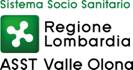 Sistema Socio Sanitario
Regione
Lombardia
ASST Valle Olona